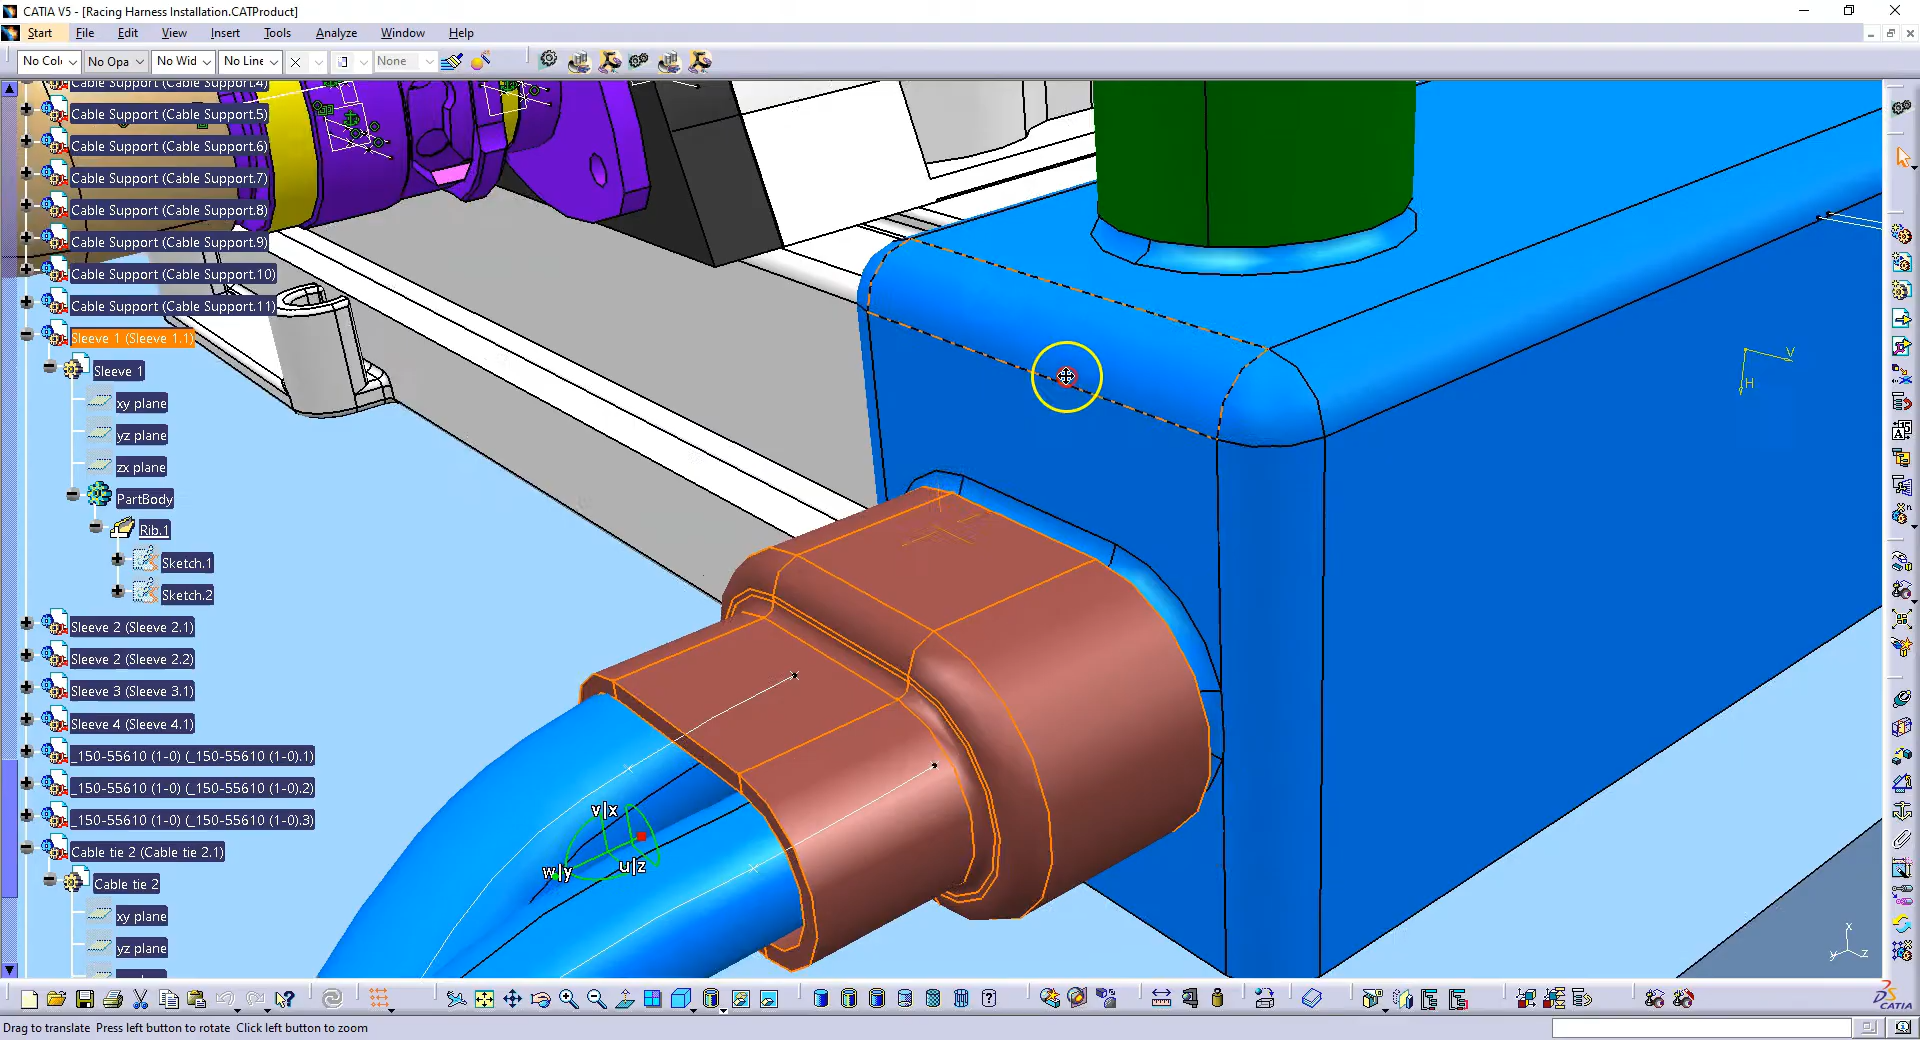 CATIA V5 - [Racing Harness Installation.CATProduct]
Start File Edit View Insert Tools Analyze Window Help
No Col No Opa No Wid No Line None
Cable Support (Cable Support.4)
Cable Support (Cable Support.5)
Cable Support (Cable Support.6)
Cable Support (Cable Support.7)
Cable Support (Cable Support.8)
Cable Support (Cable Support.9)
Cable Support (Cable Support.10)
Cable Support (Cable Support.11)
Sleeve 1 (Sleeve 1.1)
Sleeve 1
xy plane
yz plane
zx plane
PartBody
Rib.1
Sketch.1
Sketch.2
Sleeve 2 (Sleeve 2.1)
Sleeve 2 (Sleeve 2.2)
Sleeve 3 (Sleeve 3.1)
Sleeve 4 (Sleeve 4.1)
_150-55610 (1-0) (_150-55610 (1-0).1)
_150-55610 (1-0) (_150-55610 (1-0).2)
_150-55610 (1-0) (_150-55610 (1-0).3)
Cable tie 2 (Cable tie 2.1)
Cable tie 2
xy plane
yz plane
v|x
w|y
u|z
V
H
x
y
z
CATIA
Drag to translate Press left button to rotate Click left button to zoom